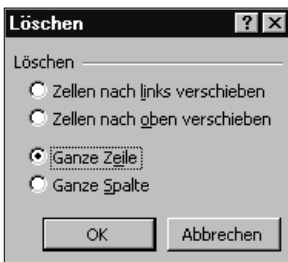 Löschen
Löschen
Zellen nach links verschieben
Zellen nach oben verschieben
Ganze Zeile
Ganze Spalte
OK Abbrechen